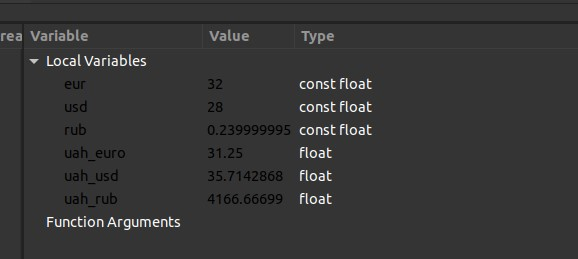 rea Variable Value Type
Local Variables
eur 32 const float
usd 28 const float
rub 0.239999995 const float
uah_euro 31.25 float
uah_usd 35.7142868 float
uah_rub 4166.66699 float
Function Arguments